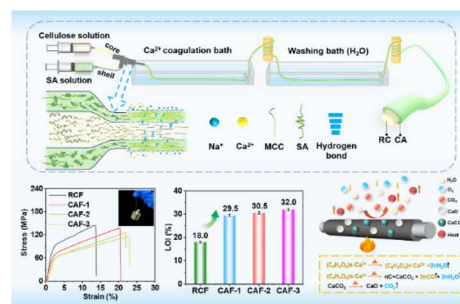 Cellulose solution
core
Ca²⁺ coagulation bath
Washing bath (H₂O)
shell
SA solution
RC CA
Na⁺
Ca²⁺
MCC
SA
Hydrogen
bond
Stress (MPa)
240
200
160
120
80
40
0
RCF
CAF-1
CAF-2
CAF-3
0 5 10 15 20 25 30
Strain (%)
LOI (%)
40
30
20
10
0
18.0
29.5
30.5
32.0
RCF CAF-1 CAF-2 CAF-3
H₂O
O₂
CO₂
CaO
Heat
CaCO₃ CaO + CO₂↑